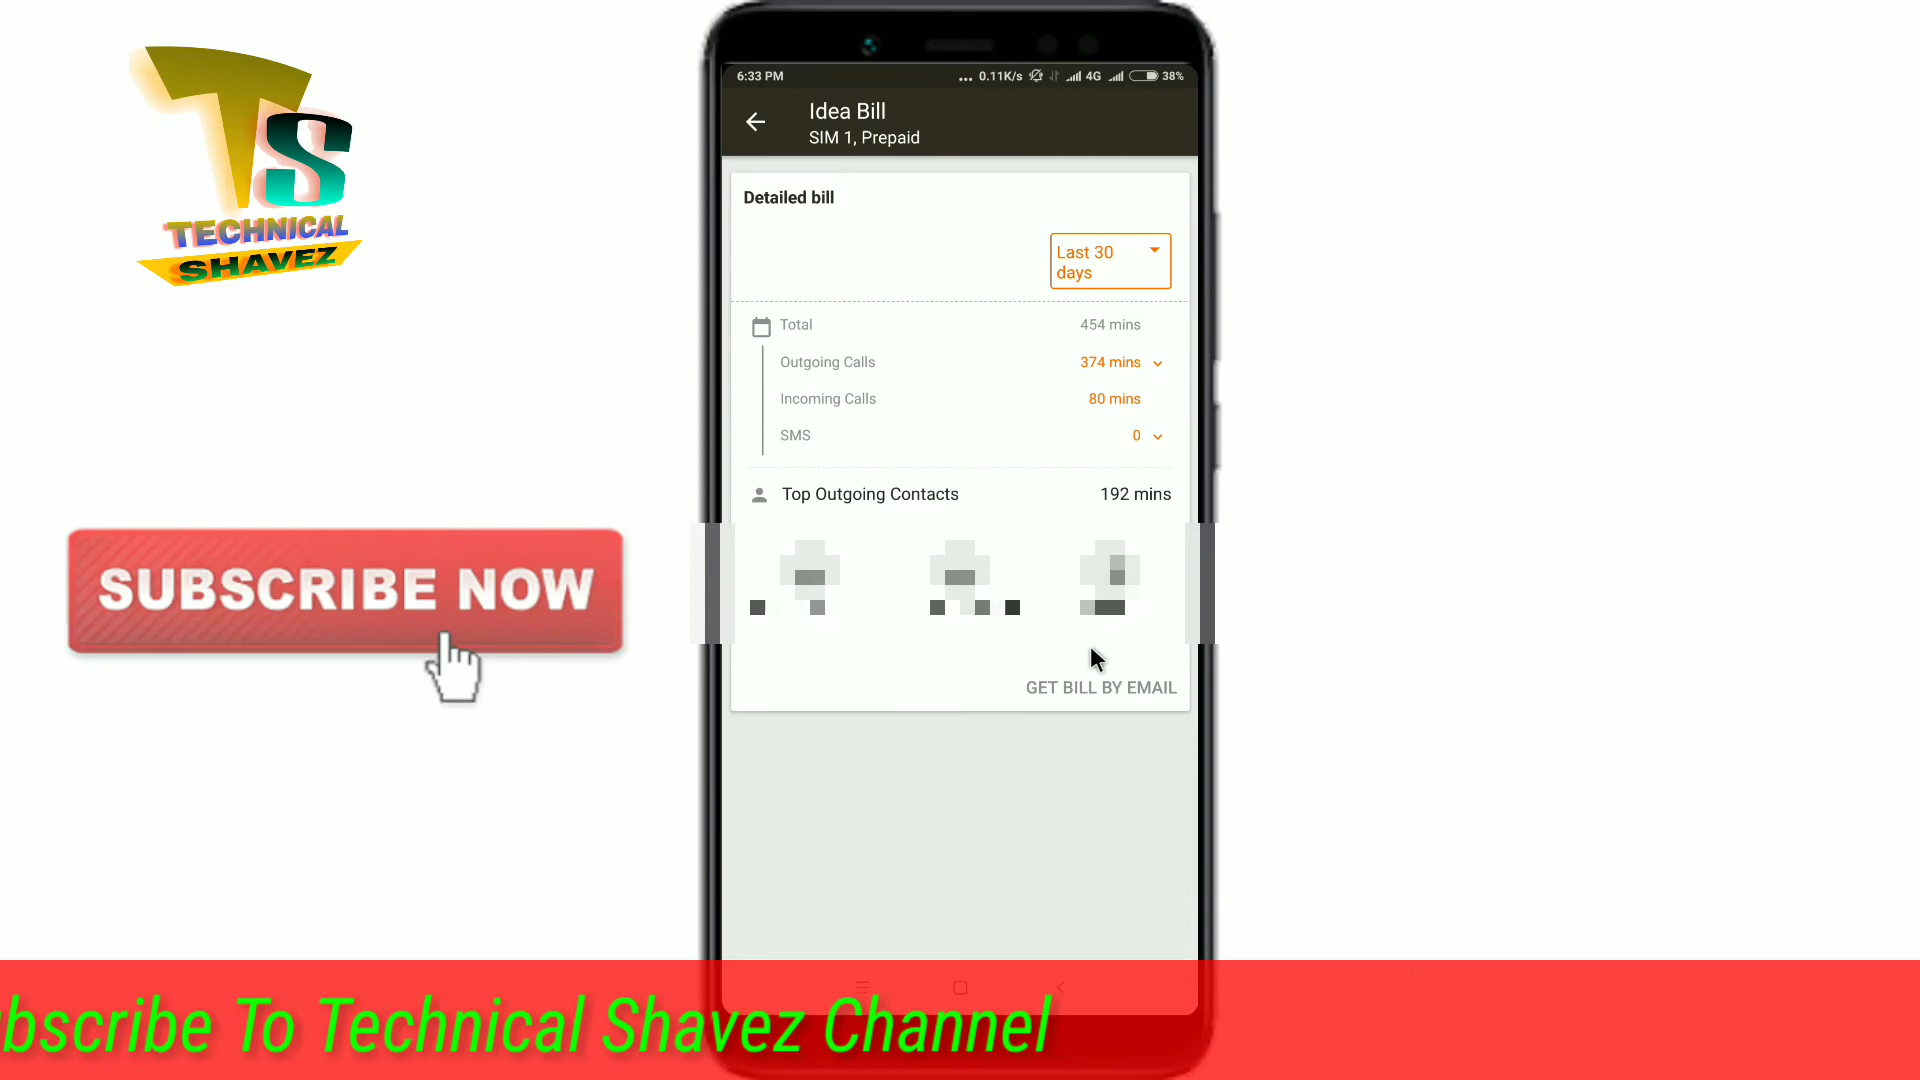 TS
TECHNICAL
SHAVEZ
SUBSCRIBE NOW
6:33 PM
... 0.11K/s 4G 38%
Idea Bill
SIM 1, Prepaid
Detailed bill
Last 30
days
Total 454 mins
Outgoing Calls 374 mins
Incoming Calls 80 mins
SMS 0
Top Outgoing Contacts 192 mins
GET BILL BY EMAIL
bscribe To Technical Shavez Channel